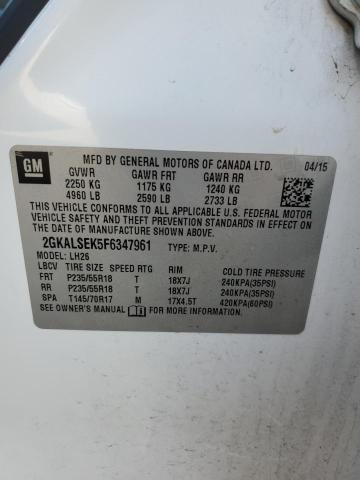 GM
MFD BY GENERAL MOTORS OF CANADA LTD. 04/15
GVWR GAWR FRT GAWR RR
2250 KG 1175 KG 1240 KG
4960 LB 2590 LB 2733 LB
THIS VEHICLE CONFORMS TO ALL APPLICABLE U.S. FEDERAL MOTOR
VEHICLE SAFETY, BUMPER, AND THEFT PREVENTION STANDARDS IN
EFFECT ON THE DATE OF MANUFACTURE SHOWN ABOVE.
2GKALSEK5F6347961 TYPE: M.P.V.
MODEL: LH26
LBCV TIRE SIZE SPEED RTG RIM COLD TIRE PRESSURE
FRT P235/55R18 T 18X7J 240KPA(35PSI)
RR P235/55R18 T 18X7J 240KPA(35PSI)
SPA T145/70R17 M 17X4.5T 420KPA(60PSI)
SEE OWNER'S MANUAL FOR MORE INFORMATION.